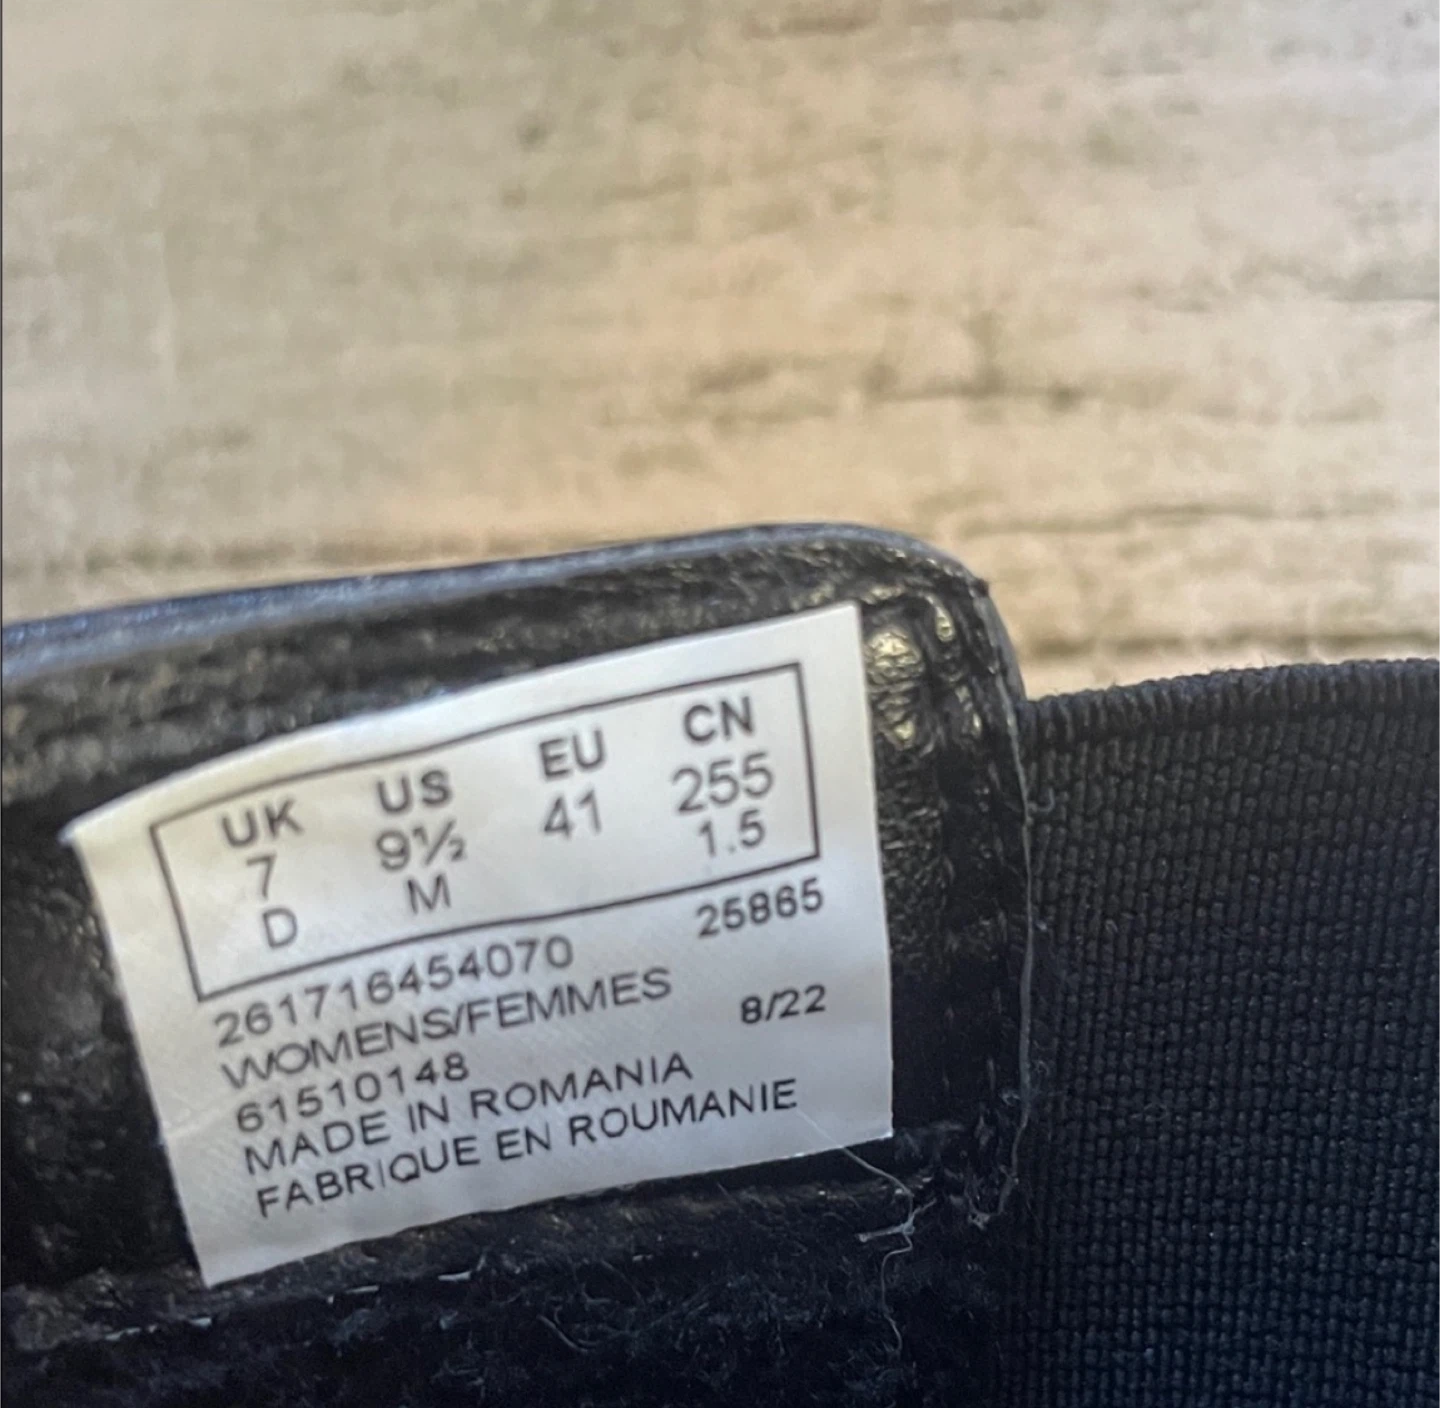 UK US EU CN
7 9½ 41 255
D M 1.5
261716454070 25865
WOMENS/FEMMES
61510148 8/22
MADE IN ROMANIA
FABRIQUE EN ROUMANIE